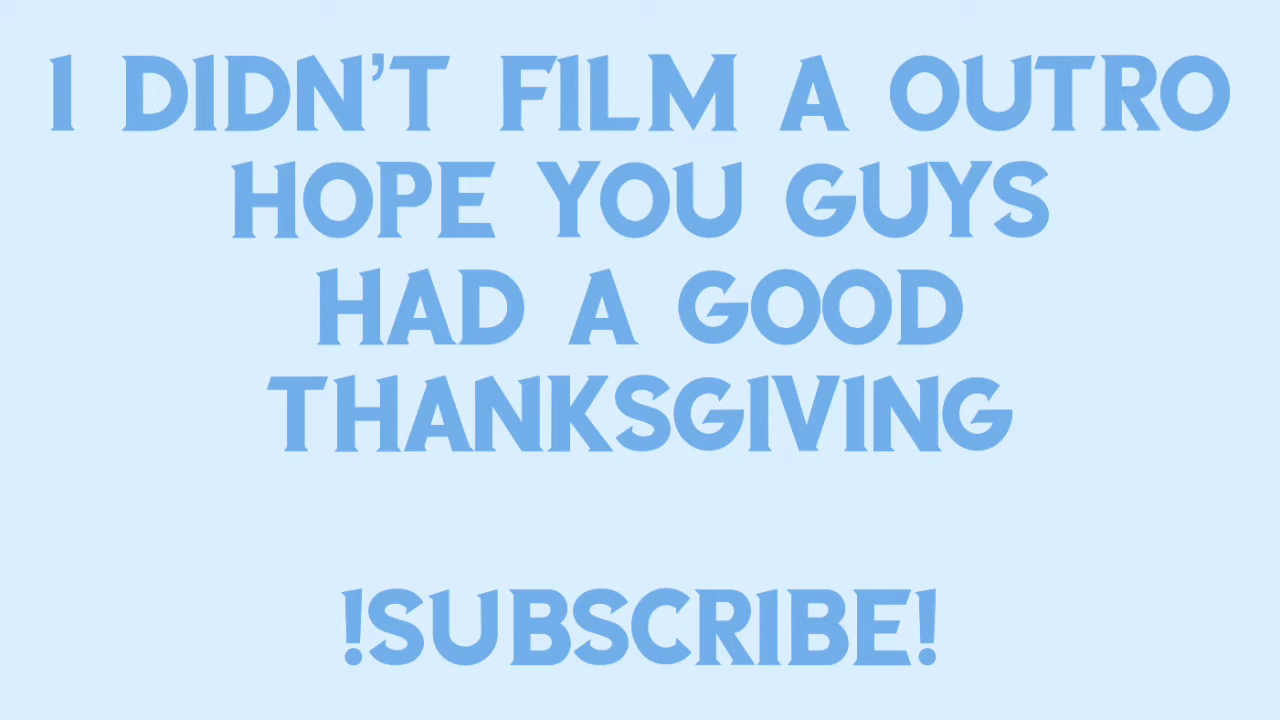 I DIDN'T FILM A OUTRO
HOPE YOU GUYS
HAD A GOOD
THANKSGIVING
!SUBSCRIBE!